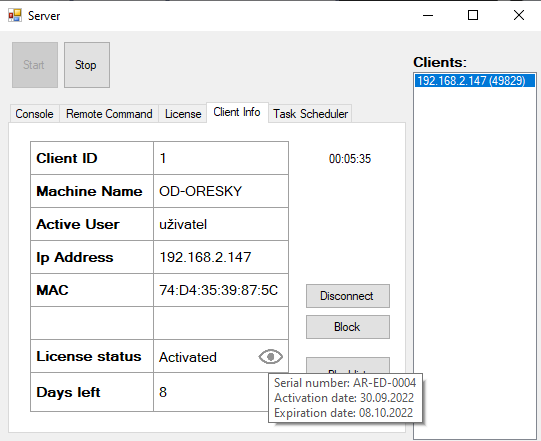 Server
Start
Stop
Clients:
192.168.2.147 (49829)
Console
Remote Command
License
Client Info
Task Scheduler
Client ID 1
Machine Name OD-ORESKY
Active User uživatel
Ip Address 192.168.2.147
MAC 74:D4:35:39:87:5C
License status Activated
Days left 8
00:05:35
Disconnect
Block
Serial number: AR-ED-0004
Activation date: 30.09.2022
Expiration date: 08.10.2022